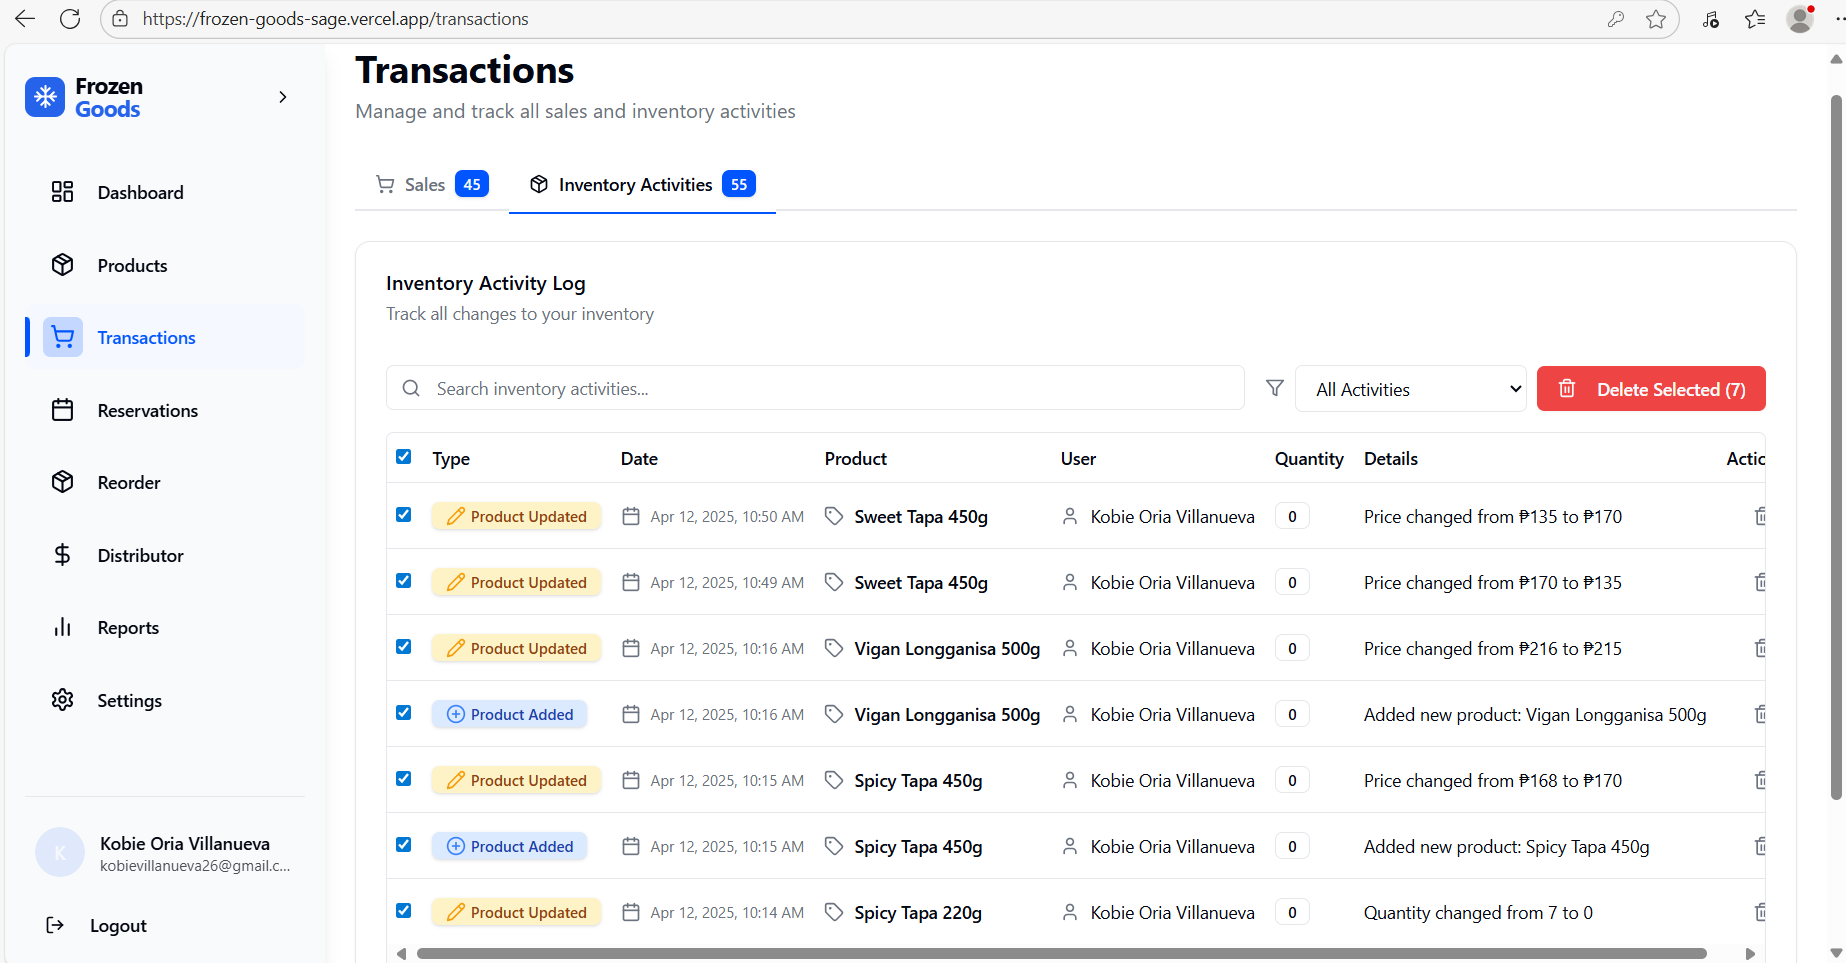 https://frozen-goods-sage.vercel.app/transactions
Frozen
Goods
Dashboard
Products
Transactions
Reservations
Reorder
Distributor
Reports
Settings
K
Kobie Oria Villanueva
kobievillanueva26@gmail.c...
Logout
Transactions
Manage and track all sales and inventory activities
Sales 45 Inventory Activities 55
Inventory Activity Log
Track all changes to your inventory
Search inventory activities... All Activities Delete Selected (7)
Type Date Product User Quantity Details Actic
Product Updated Apr 12, 2025, 10:50 AM Sweet Tapa 450g Kobie Oria Villanueva 0 Price changed from ₱135 to ₱170
Product Updated Apr 12, 2025, 10:49 AM Sweet Tapa 450g Kobie Oria Villanueva 0 Price changed from ₱170 to ₱135
Product Updated Apr 12, 2025, 10:16 AM Vigan Longganisa 500g Kobie Oria Villanueva 0 Price changed from ₱216 to ₱215
Product Added Apr 12, 2025, 10:16 AM Vigan Longganisa 500g Kobie Oria Villanueva 0 Added new product: Vigan Longganisa 500g
Product Updated Apr 12, 2025, 10:15 AM Spicy Tapa 450g Kobie Oria Villanueva 0 Price changed from ₱168 to ₱170
Product Added Apr 12, 2025, 10:15 AM Spicy Tapa 450g Kobie Oria Villanueva 0 Added new product: Spicy Tapa 450g
Product Updated Apr 12, 2025, 10:14 AM Spicy Tapa 220g Kobie Oria Villanueva 0 Quantity changed from 7 to 0